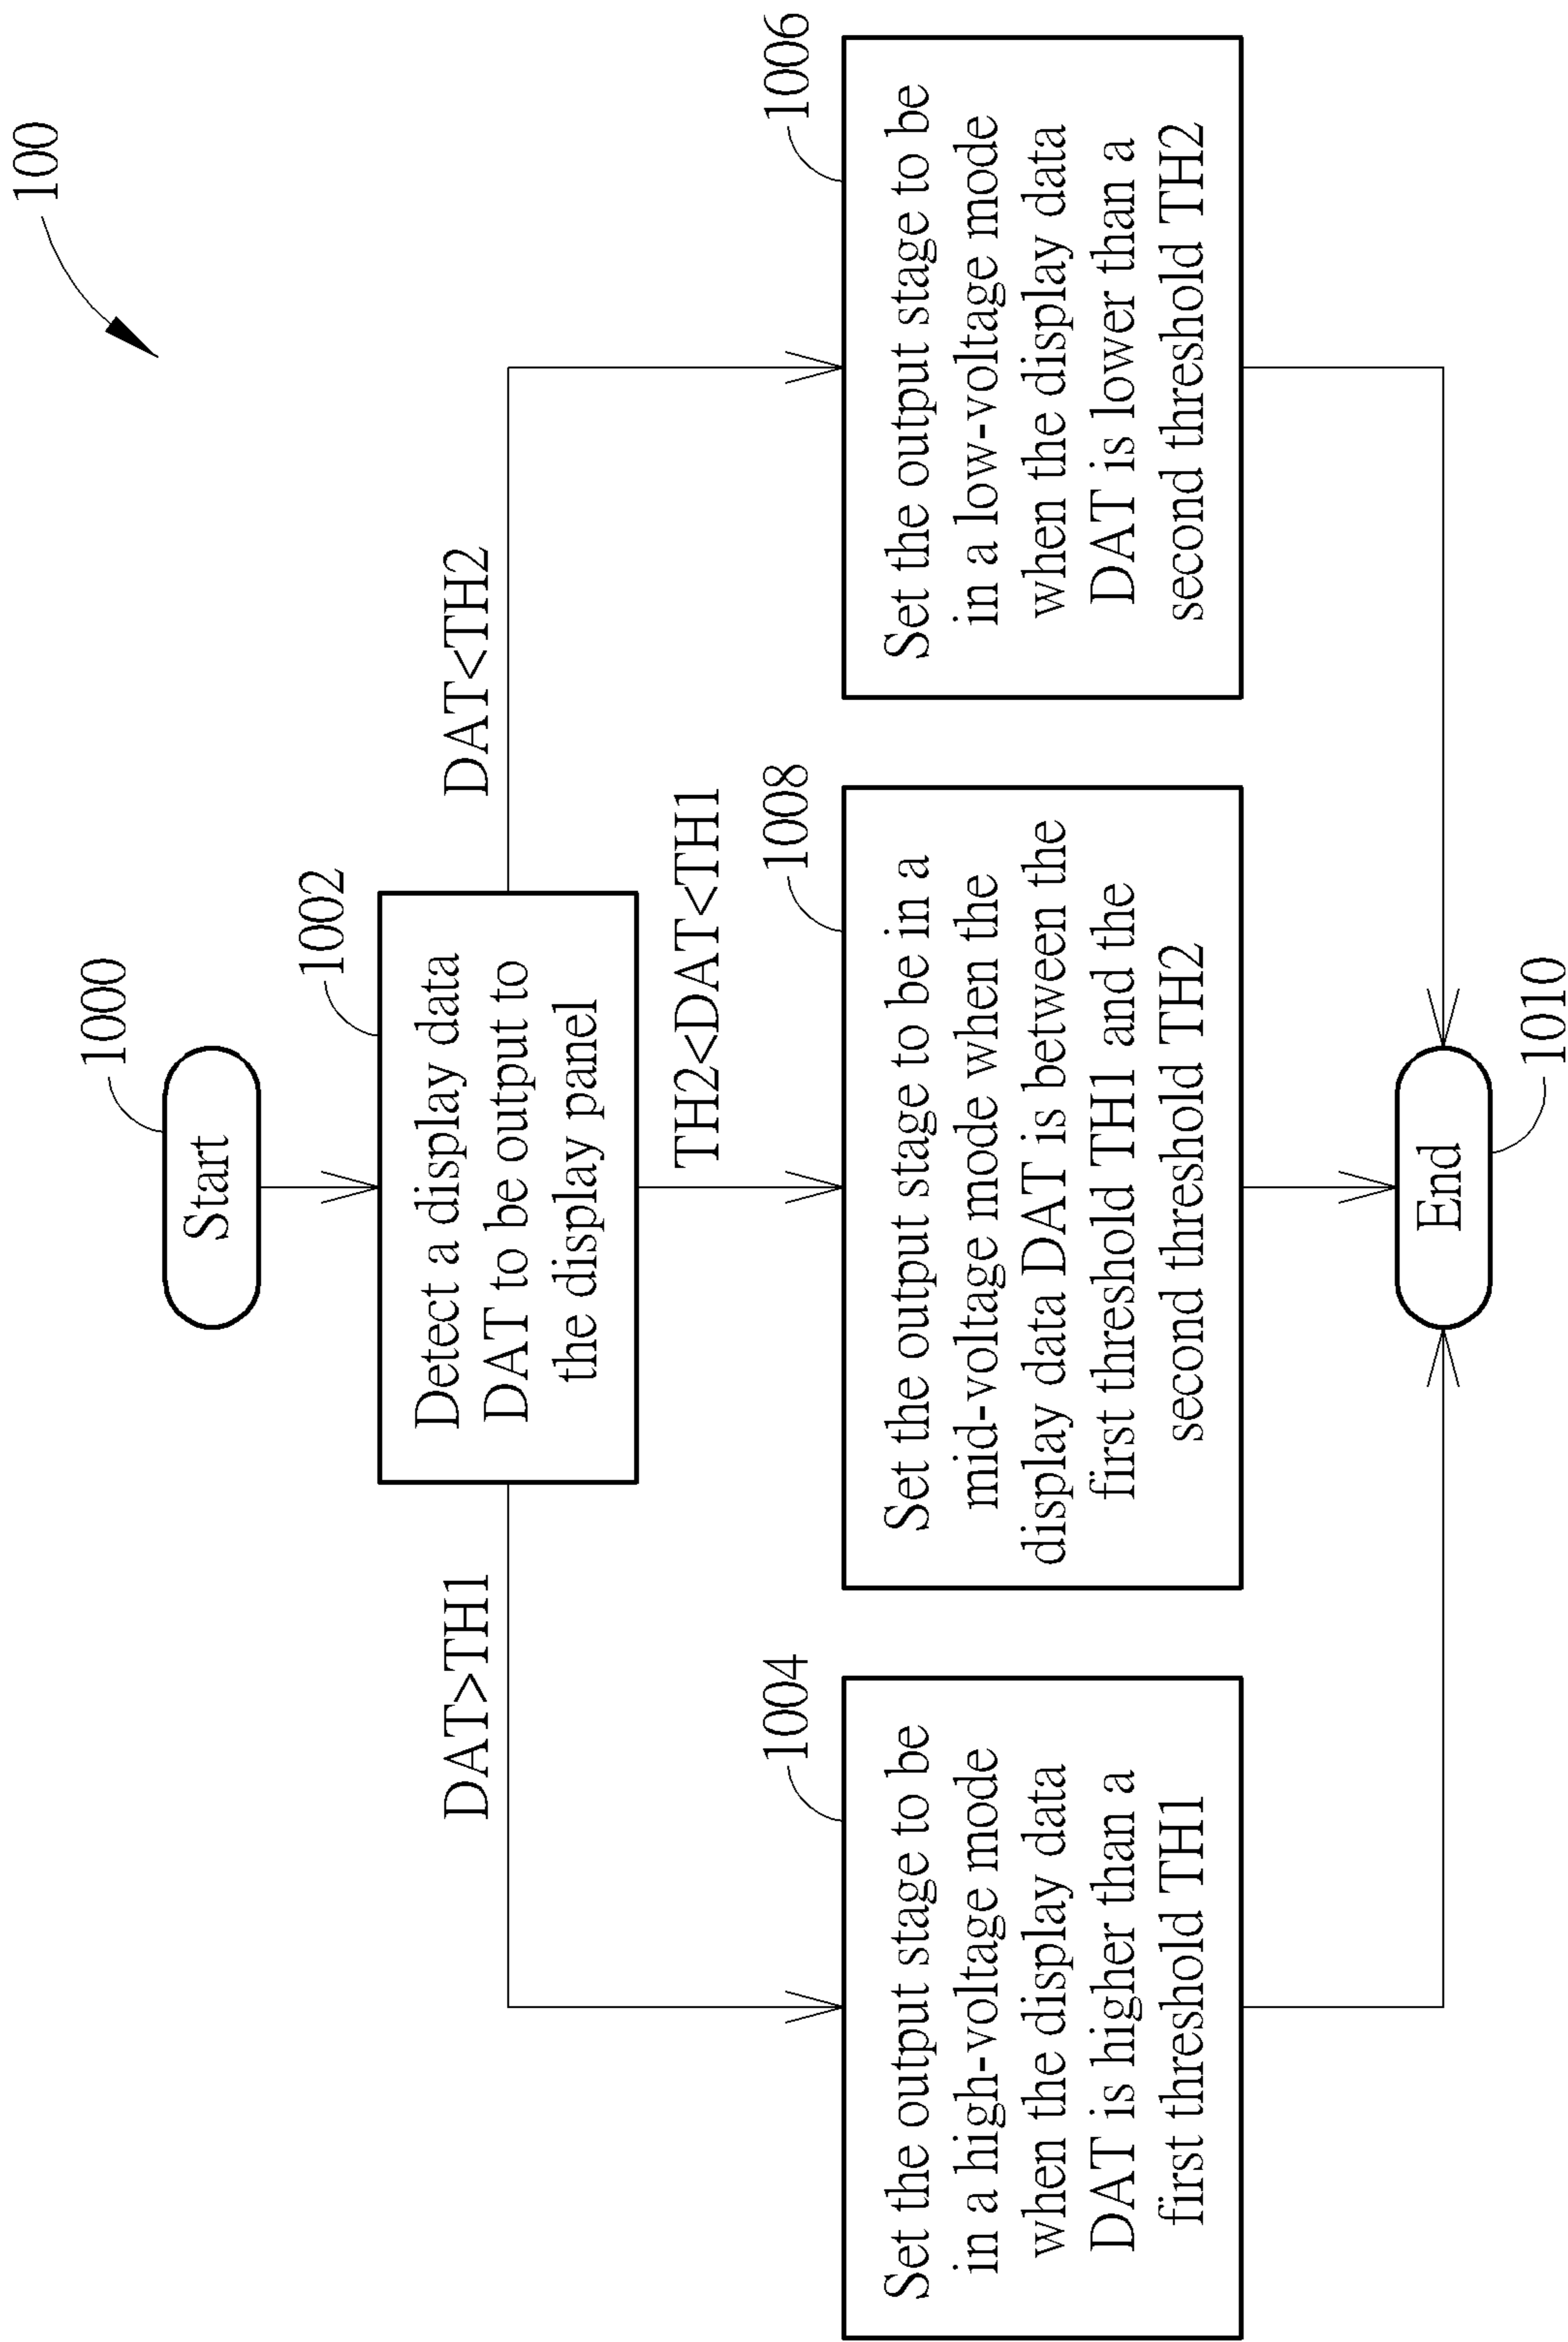 100
1000
Start
1002
Detect a display data
DAT to be output to
the display panel
DAT>TH1
DAT<TH2
TH2<DAT<TH1
1004
Set the output stage to be
in a high-voltage mode
when the display data
DAT is higher than a
first threshold TH1
1008
Set the output stage to be in a
mid-voltage mode when the
display data DAT is between the
first threshold TH1 and the
second threshold TH2
1006
Set the output stage to be
in a low-voltage mode
when the display data
DAT is lower than a
second threshold TH2
End
1010